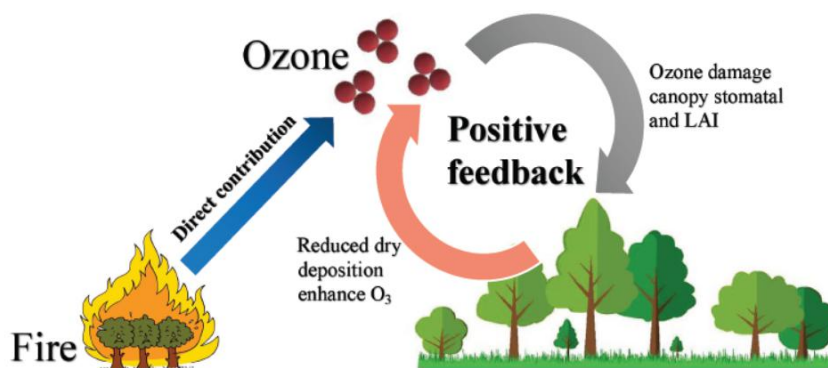 Ozone
Ozone damage
canopy stomatal
and LAI
Positive
feedback
Direct contribution
Reduced dry
deposition
enhance O₃
Fire